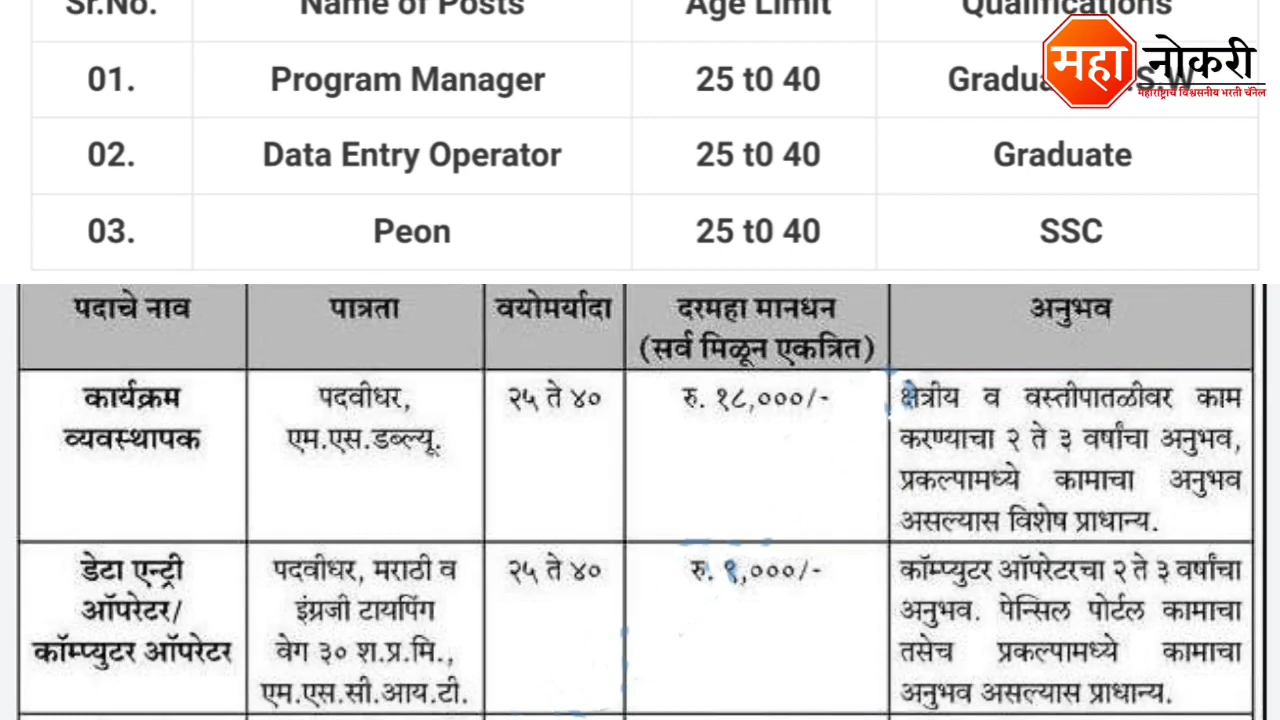 Sr.No. Name of Posts Age Limit Qualifications
01. Program Manager 25 t0 40 S.W
02. Data Entry Operator 25 t0 40 Graduate
03. Peon 25 t0 40 SSC
महा नोकरी
महाराष्ट्राचे विश्वसनीय भरती चॅनेल
पदाचे नाव पात्रता वयोमर्यादा दरमहा मानधन अनुभव
(सर्व मिळून एकत्रित)
कार्यक्रम पदवीधर, २५ ते ४० रु. १८,०००/- क्षेत्रीय व वस्तीपातळीवर काम
व्यवस्थापक एम.एस.डब्ल्यू. करण्याचा २ ते ३ वर्षांचा अनुभव,
प्रकल्पामध्ये कामाचा अनुभव
असल्यास विशेष प्राधान्य.
डेटा एन्ट्री पदवीधर, मराठी व २५ ते ४० रु. ९,०००/- कॉम्प्युटर ऑपरेटरचा २ ते ३ वर्षांचा
ऑपरेटर/ इंग्रजी टायपिंग अनुभव. पेन्सिल पोर्टल कामाचा
कॉम्प्युटर ऑपरेटर वेग ३० श.प्र.मि., तसेच प्रकल्पामध्ये कामाचा
एम.एस.सी.आय.टी. अनुभव असल्यास प्राधान्य.